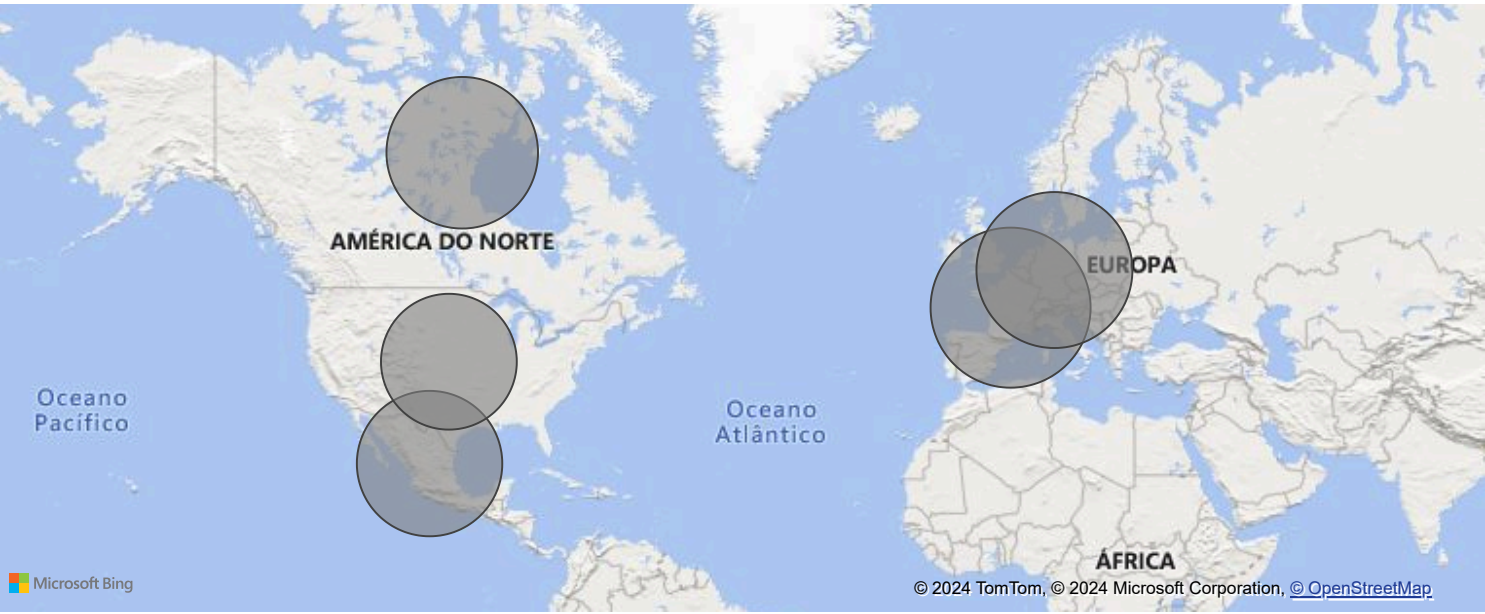 AMÉRICA DO NORTE
EUROPA
Oceano
Pacífico
Oceano
Atlântico
ÁFRICA
Microsoft Bing
© 2024 TomTom, © 2024 Microsoft Corporation, © OpenStreetMap